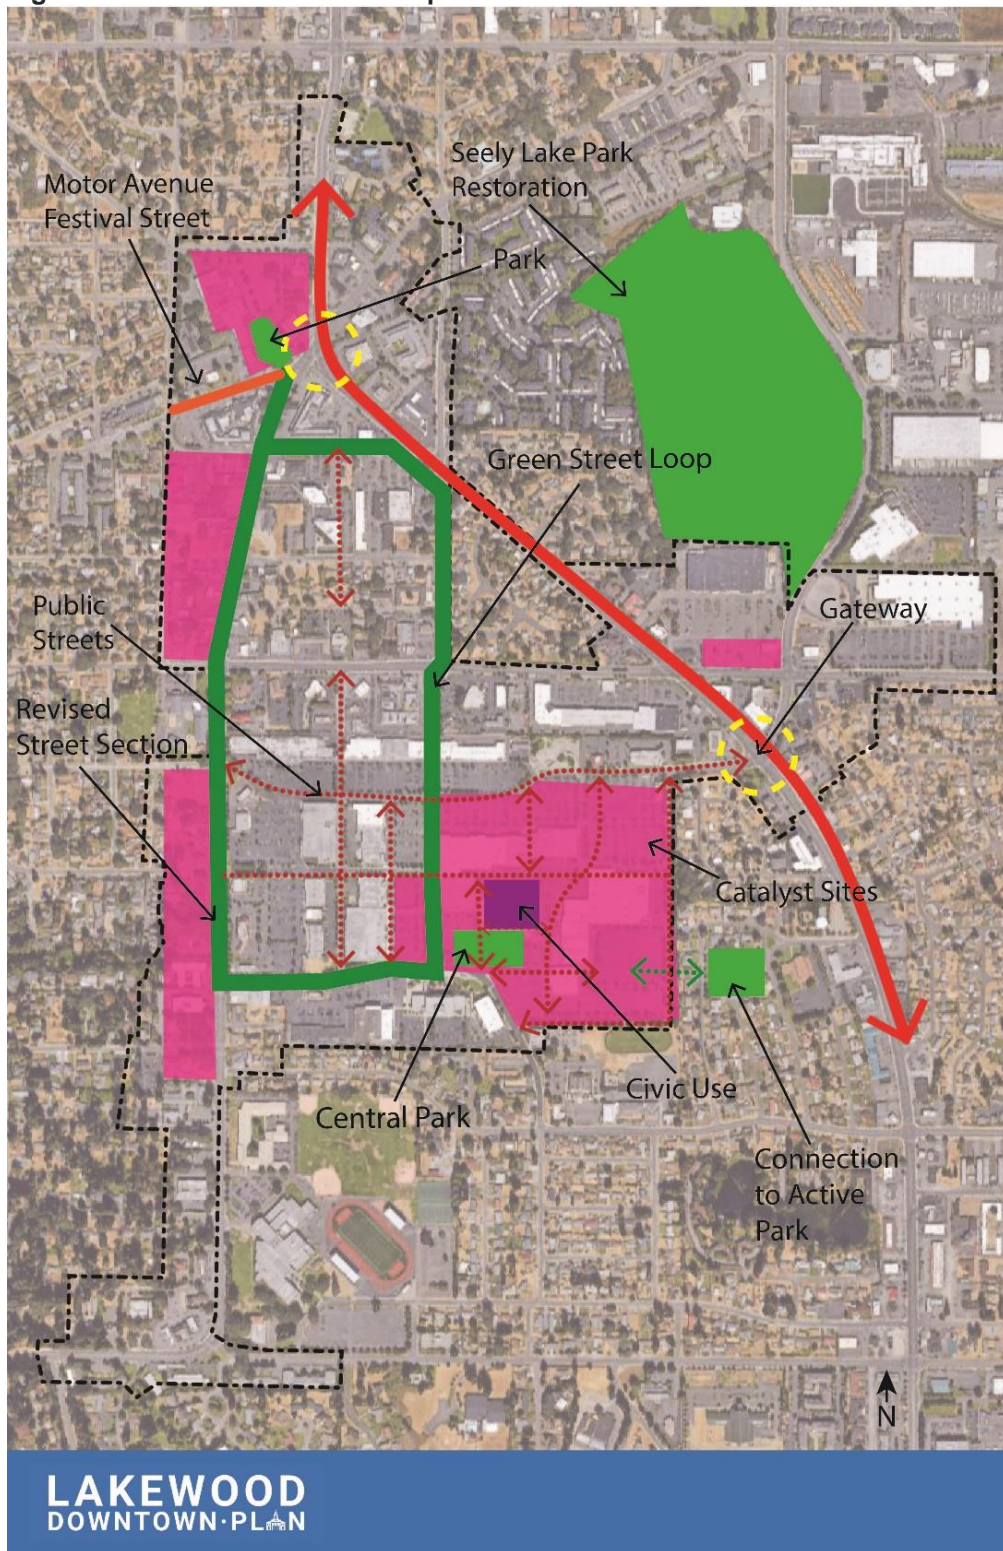 Seely Lake Park
Restoration
Motor Avenue
Festival Street
Park
Green Street Loop
Public
Streets
Gateway
Revised
Street Section
Catalyst Sites
Civic Use
Central Park
Connection
to Active
Park
N
LAKEWOOD
DOWNTOWN·PLAN